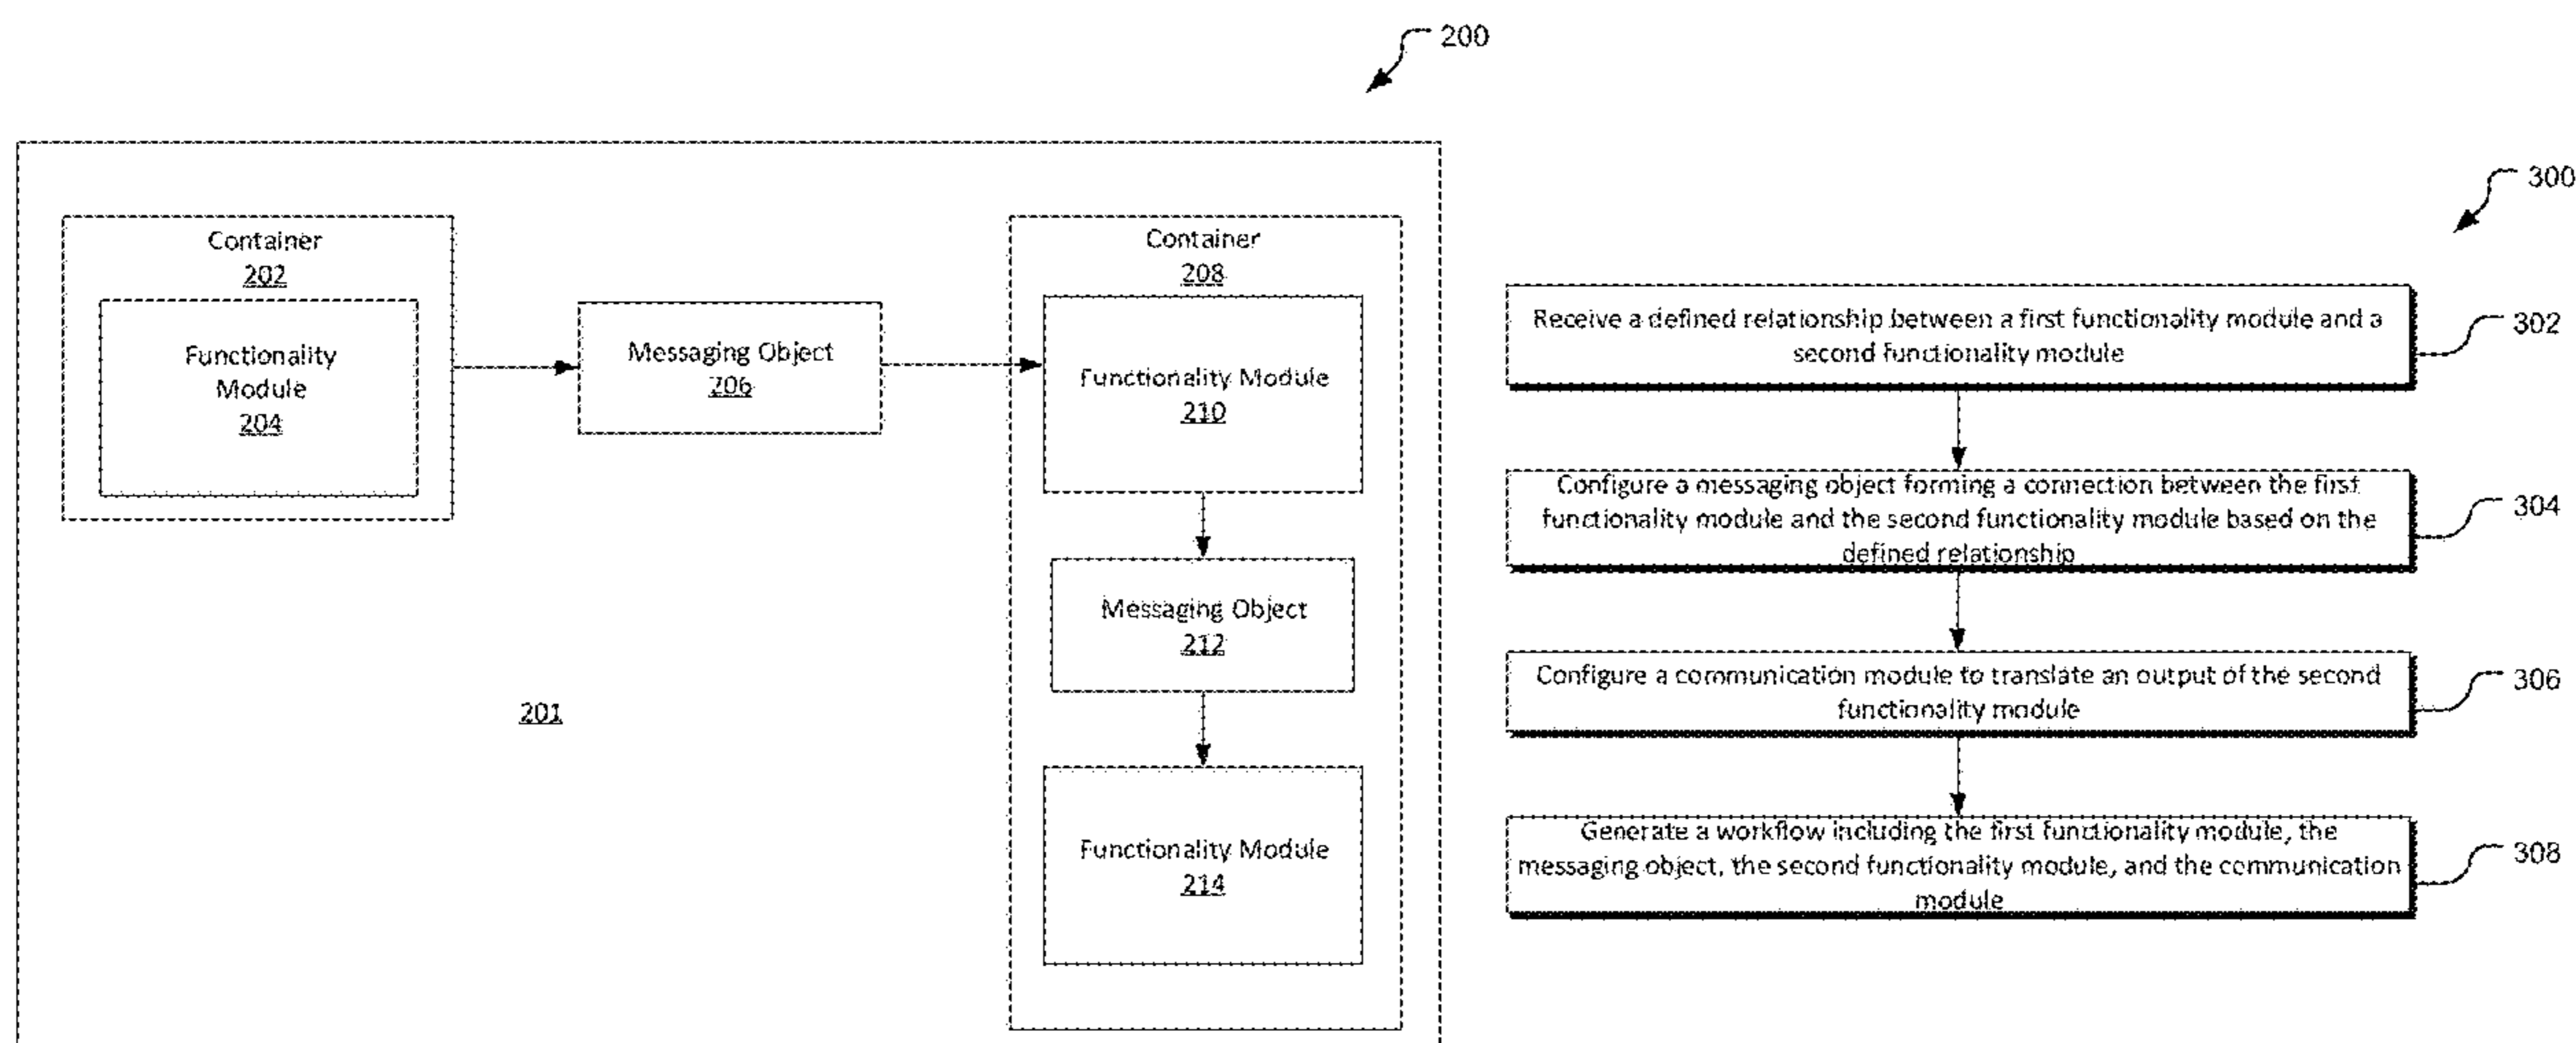 200
Container
202
Functionality
Module
204
Messaging Object
206
Container
208
Functionality Module
210
Messaging Object
212
Functionality Module
214
201
300
Receive a defined relationship between a first functionality module and a
second functionality module
302
Configure a messaging object forming a connection between the first
functionality module and the second functionality module based on the
defined relationship
304
Configure a communication module to translate an output of the second
functionality module
306
Generate a workflow including the first functionality module, the
messaging object, the second functionality module, and the communication
module
308